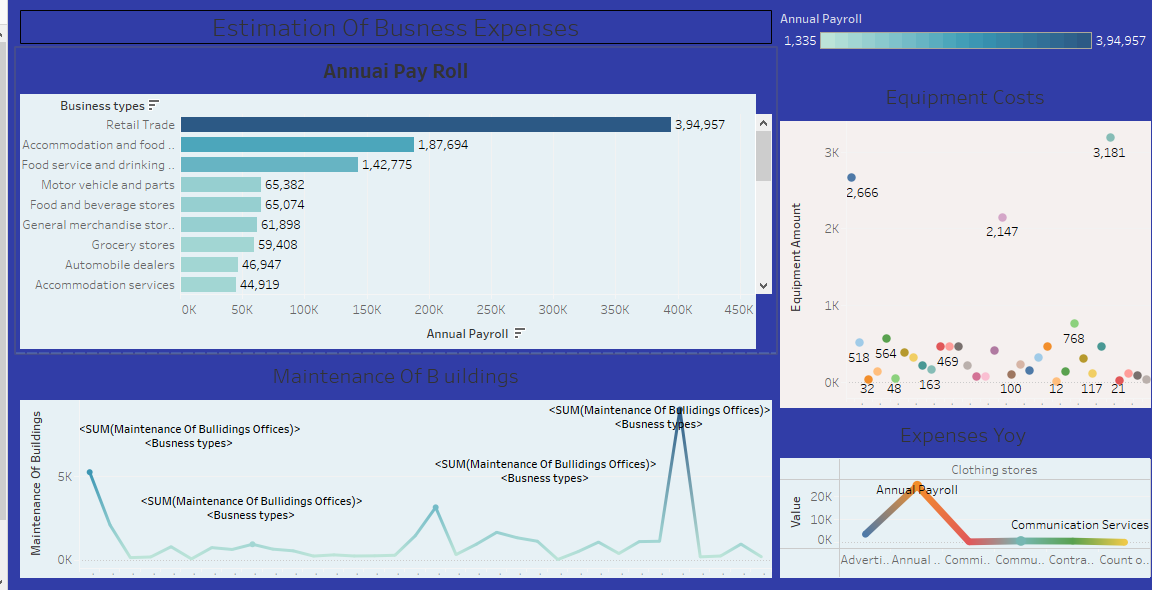 Estimation Of Busness Expenses
Annual Payroll
1,335
3,94,957
Annuai Pay Roll
Business types
Retail Trade
3,94,957
Accommodation and food ..
1,87,694
Food service and drinking ..
1,42,775
Motor vehicle and parts
65,382
Food and beverage stores
65,074
General merchandise stor..
61,898
Grocery stores
59,408
Automobile dealers
46,947
Accommodation services
44,919
0K 50K 100K 150K 200K 250K 300K 350K 400K 450K
Annual Payroll
Equipment Costs
Equipment Amount
3K
2K
1K
0K
3,181
2,666
2,147
768
518 564
469
163
32 48
100
12
117 21
Maintenance Of B uildings
Maintenance Of Buildings
5K
0K
<SUM(Maintenance Of Bullidings Offices)>
<Busness types>
<SUM(Maintenance Of Bullidings Offices)>
<Busness types>
<SUM(Maintenance Of Bullidings Offices)>
<Busness types>
<SUM(Maintenance Of Bullidings Offices)>
<Busness types>
Expenses Yoy
Clothing stores
Value
20K
10K
0K
Annual Payroll
Communication Services
Adverti.. Annual .. Commi.. Commu.. Contra.. Count o..